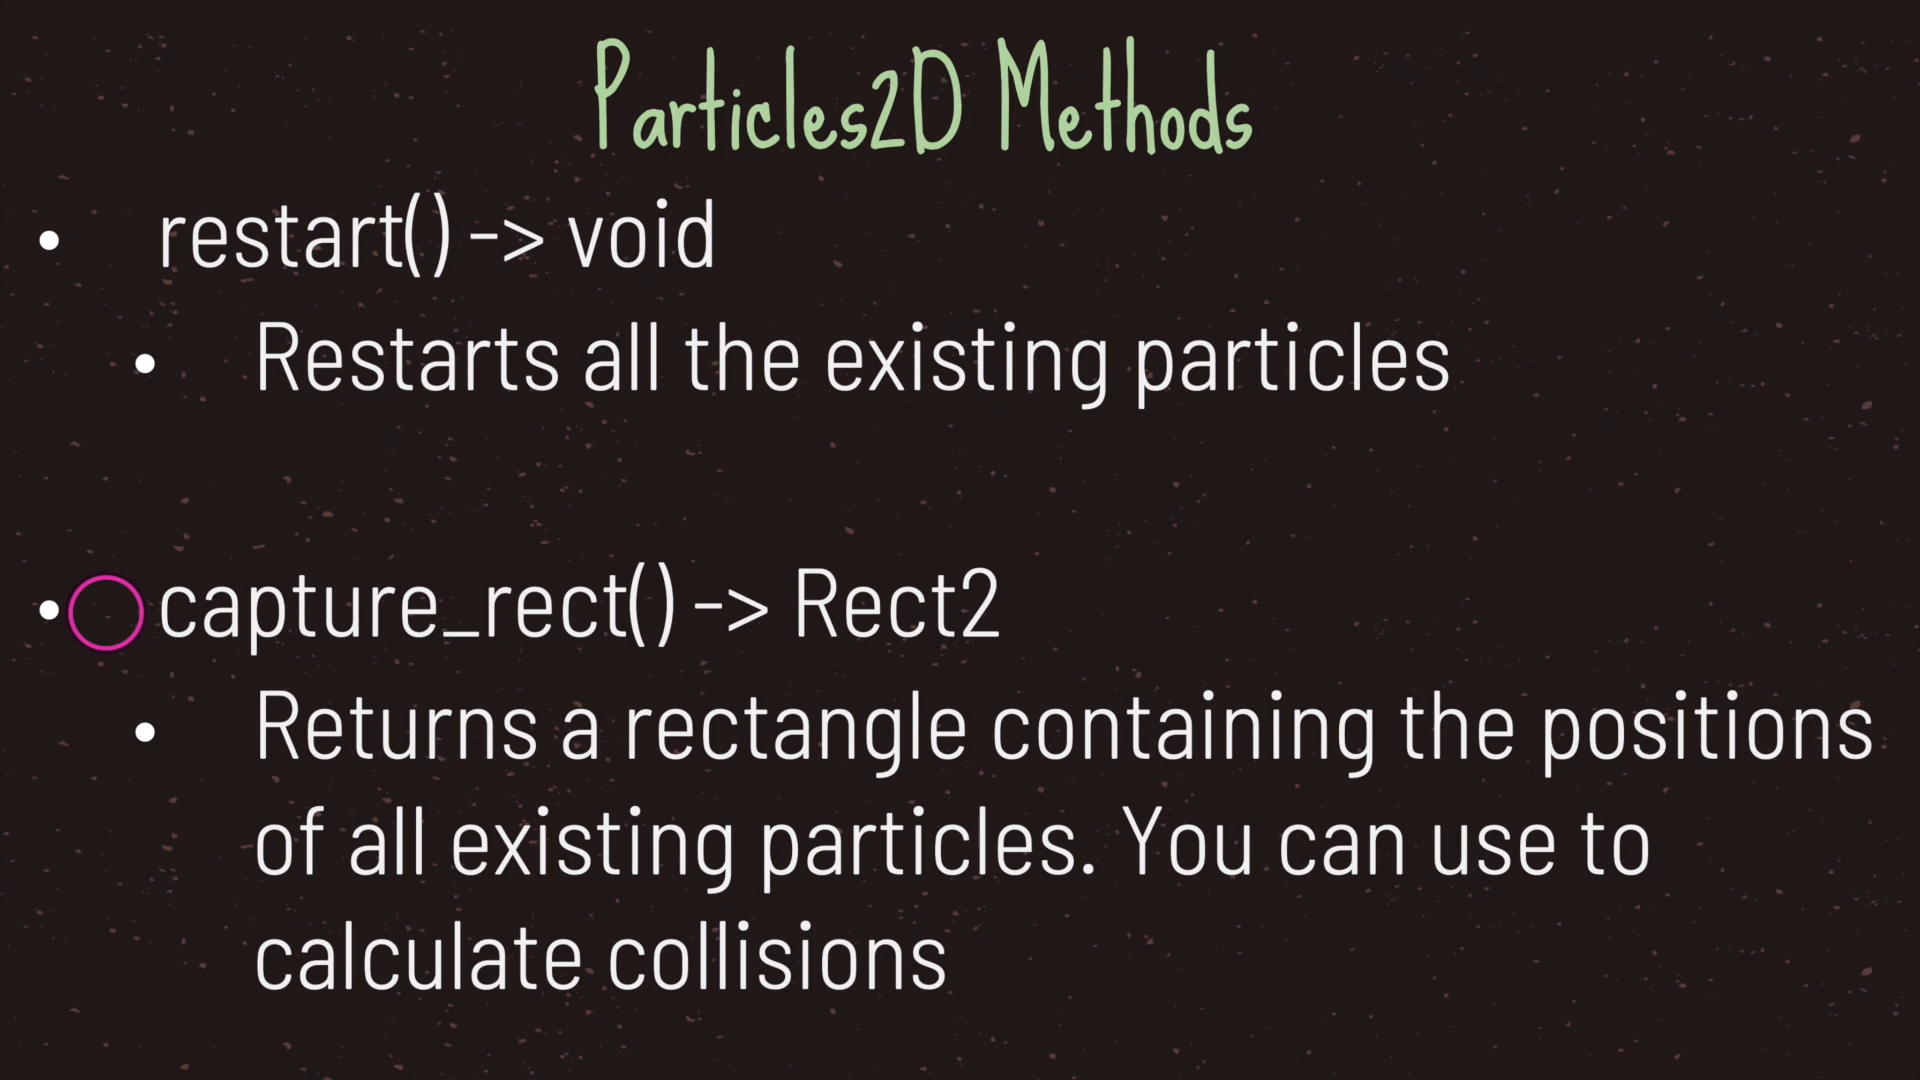 Particles2D Methods
• restart() -> void
• Restarts all the existing particles
• capture_rect() -> Rect2
• Returns a rectangle containing the positions
of all existing particles. You can use to
calculate collisions